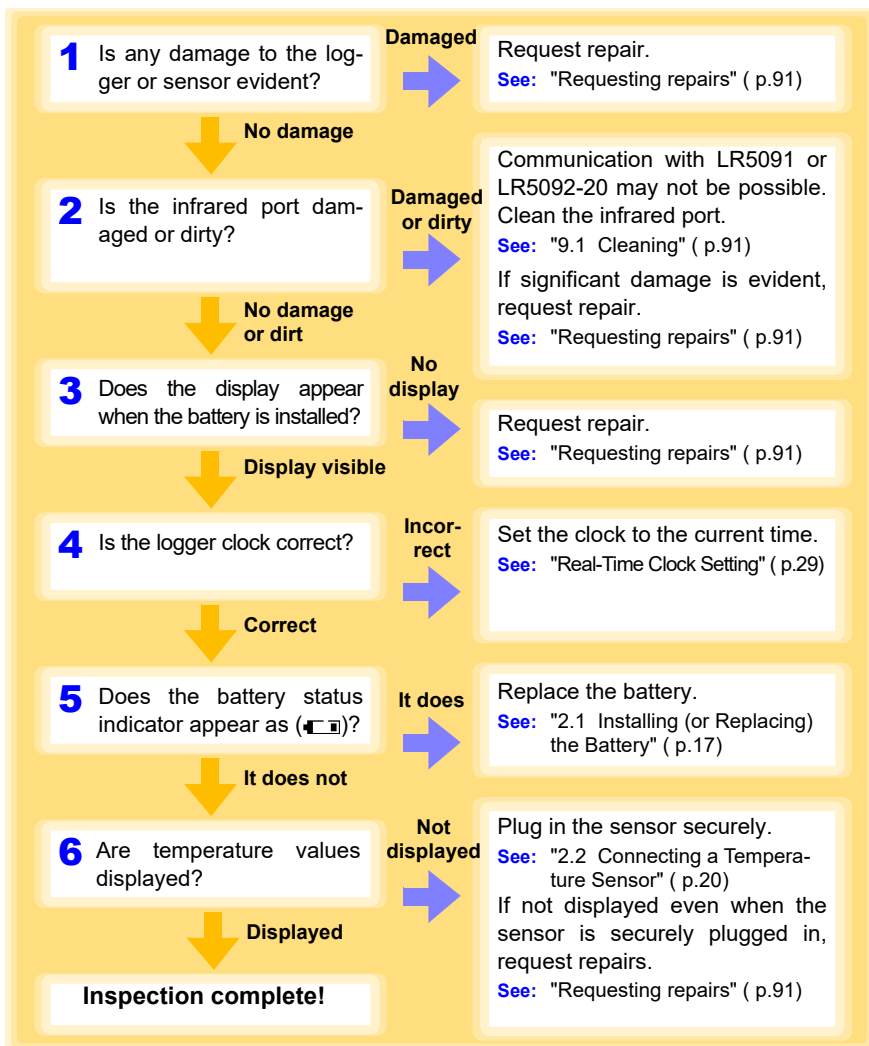 1 Is any damage to the log-
ger or sensor evident?
Damaged
Request repair.
See: "Requesting repairs" ( p.91)
No damage
2 Is the infrared port dam-
aged or dirty?
Damaged
or dirty
Communication with LR5091 or
LR5092-20 may not be possible.
Clean the infrared port.
See: "9.1 Cleaning" ( p.91)
If significant damage is evident,
request repair.
See: "Requesting repairs" ( p.91)
No damage
or dirt
3 Does the display appear
when the battery is installed?
No
display
Request repair.
See: "Requesting repairs" ( p.91)
Display visible
4 Is the logger clock correct?
Incor-
rect
Set the clock to the current time.
See: "Real-Time Clock Setting" ( p.29)
Correct
5 Does the battery status
indicator appear as ( )?
It does
Replace the battery.
See: "2.1 Installing (or Replacing)
the Battery" ( p.17)
It does not
6 Are temperature values
displayed?
Not
displayed
Plug in the sensor securely.
See: "2.2 Connecting a Tempera-
ture Sensor" ( p.20)
If not displayed even when the
sensor is securely plugged in,
request repairs.
See: "Requesting repairs" ( p.91)
Displayed
Inspection complete!